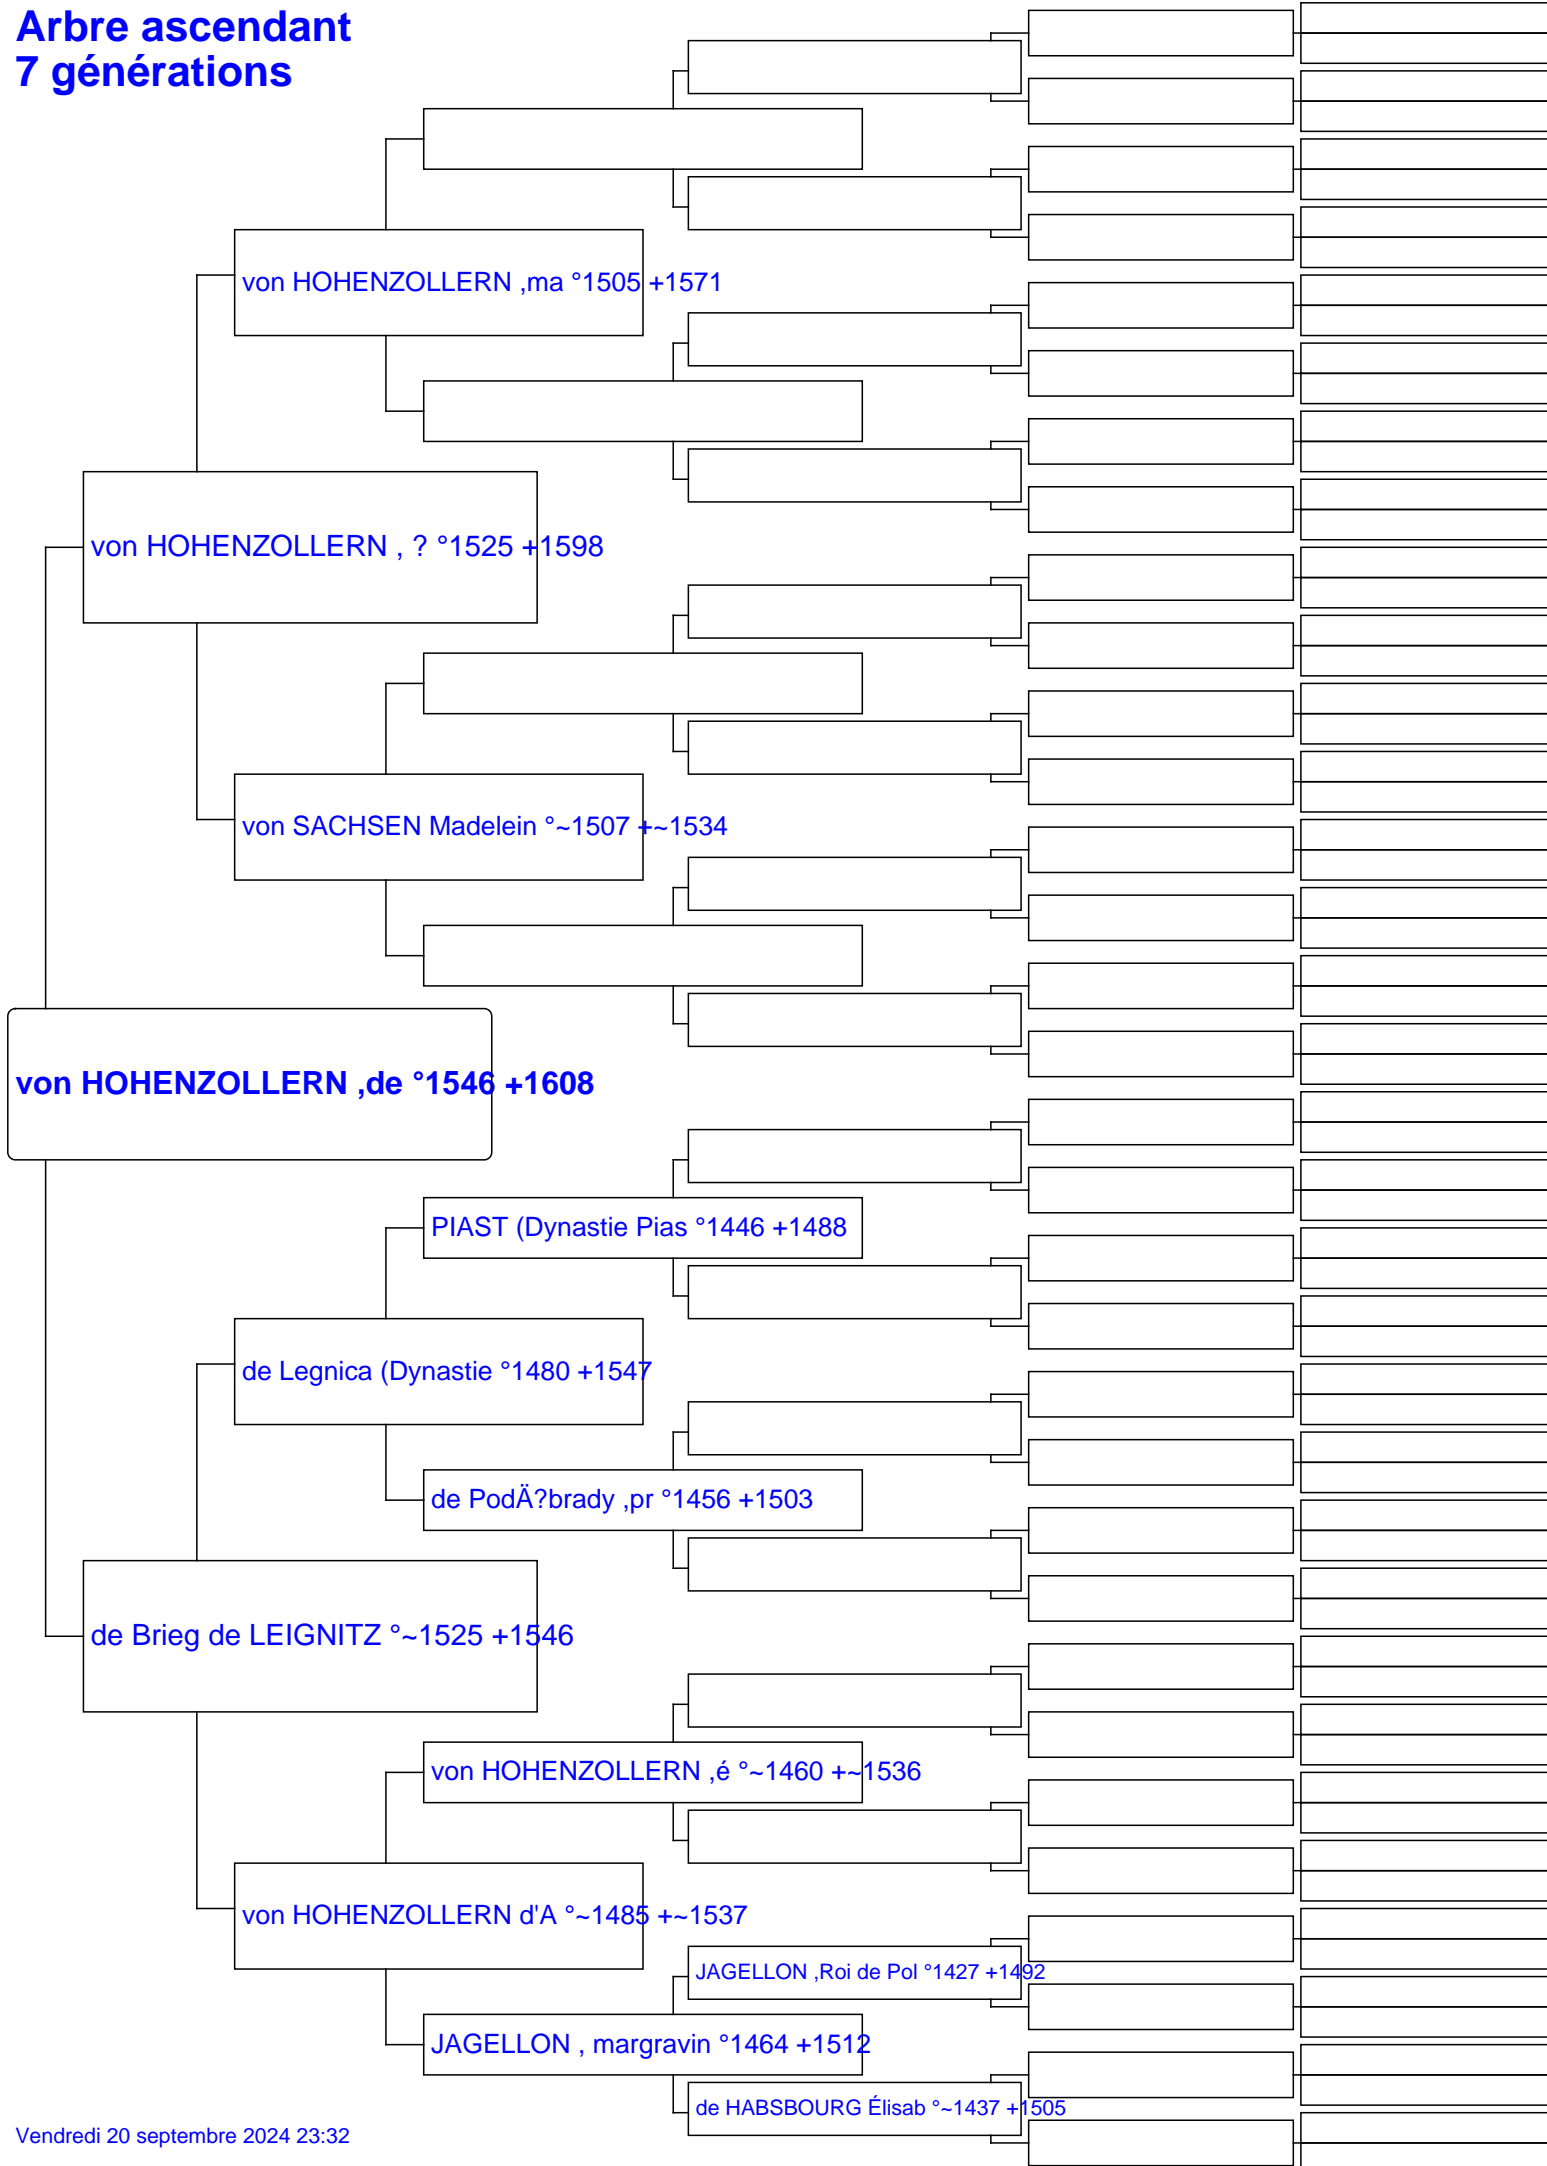 Arbre ascendant
7 générations
von HOHENZOLLERN ,ma °1505 +1571
von HOHENZOLLERN , ? °1525 +1598
von SACHSEN Madelein °~1507 +~1534
von HOHENZOLLERN ,de °1546 +1608
PIAST (Dynastie Pias °1446 +1488
de Legnica (Dynastie °1480 +1547
de PodÄ?brady ,pr °1456 +1503
de Brieg de LEIGNITZ °~1525 +1546
von HOHENZOLLERN ,é °~1460 +~1536
von HOHENZOLLERN d'A °~1485 +~1537
JAGELLON ,Roi de Pol °1427 +1492
JAGELLON , margravin °1464 +1512
de HABSBOURG Élisab °~1437 +1505
Vendredi 20 septembre 2024 23:32